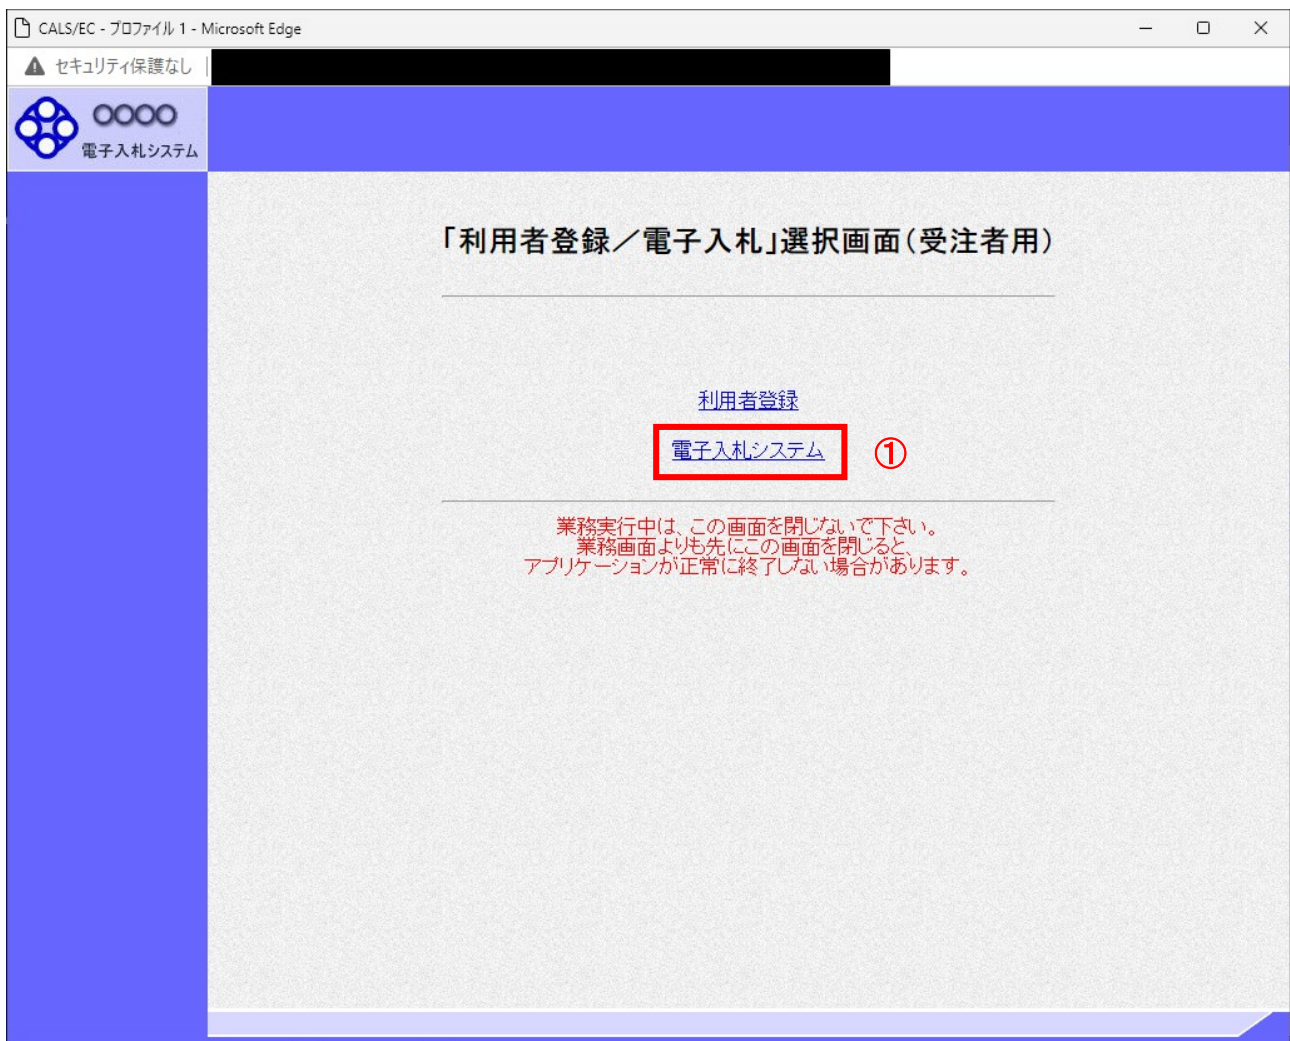 CALS/EC - プロファイル 1 - Microsoft Edge
セキュリティ保護なし
○○○○
電子入札システム
「利用者登録／電子入札」選択画面(受注者用)
利用者登録
電子入札システム ①
業務実行中は、この画面を閉じないで下さい。
業務画面よりも先にこの画面を閉じると、
アプリケーションが正常に終了しない場合があります。